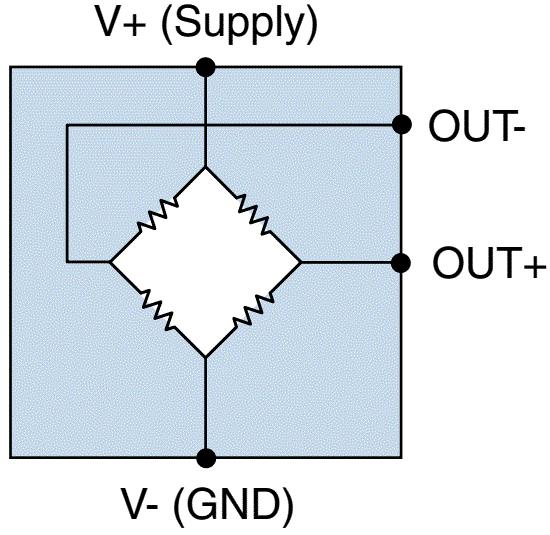 V+ (Supply)
OUT-
OUT+
V- (GND)